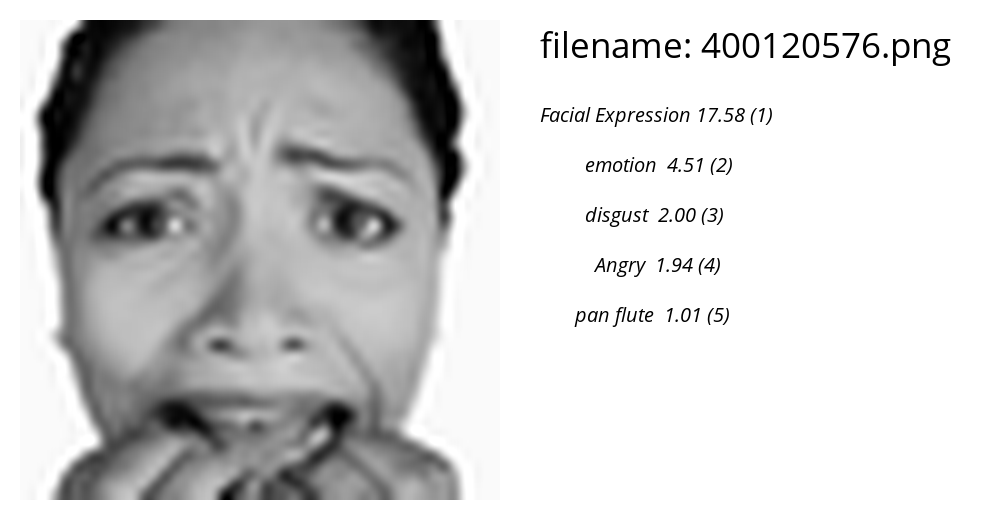 filename: 400120576.png
Facial Expression 17.58 (1)
emotion 4.51 (2)
disgust 2.00 (3)
Angry 1.94 (4)
pan flute 1.01 (5)